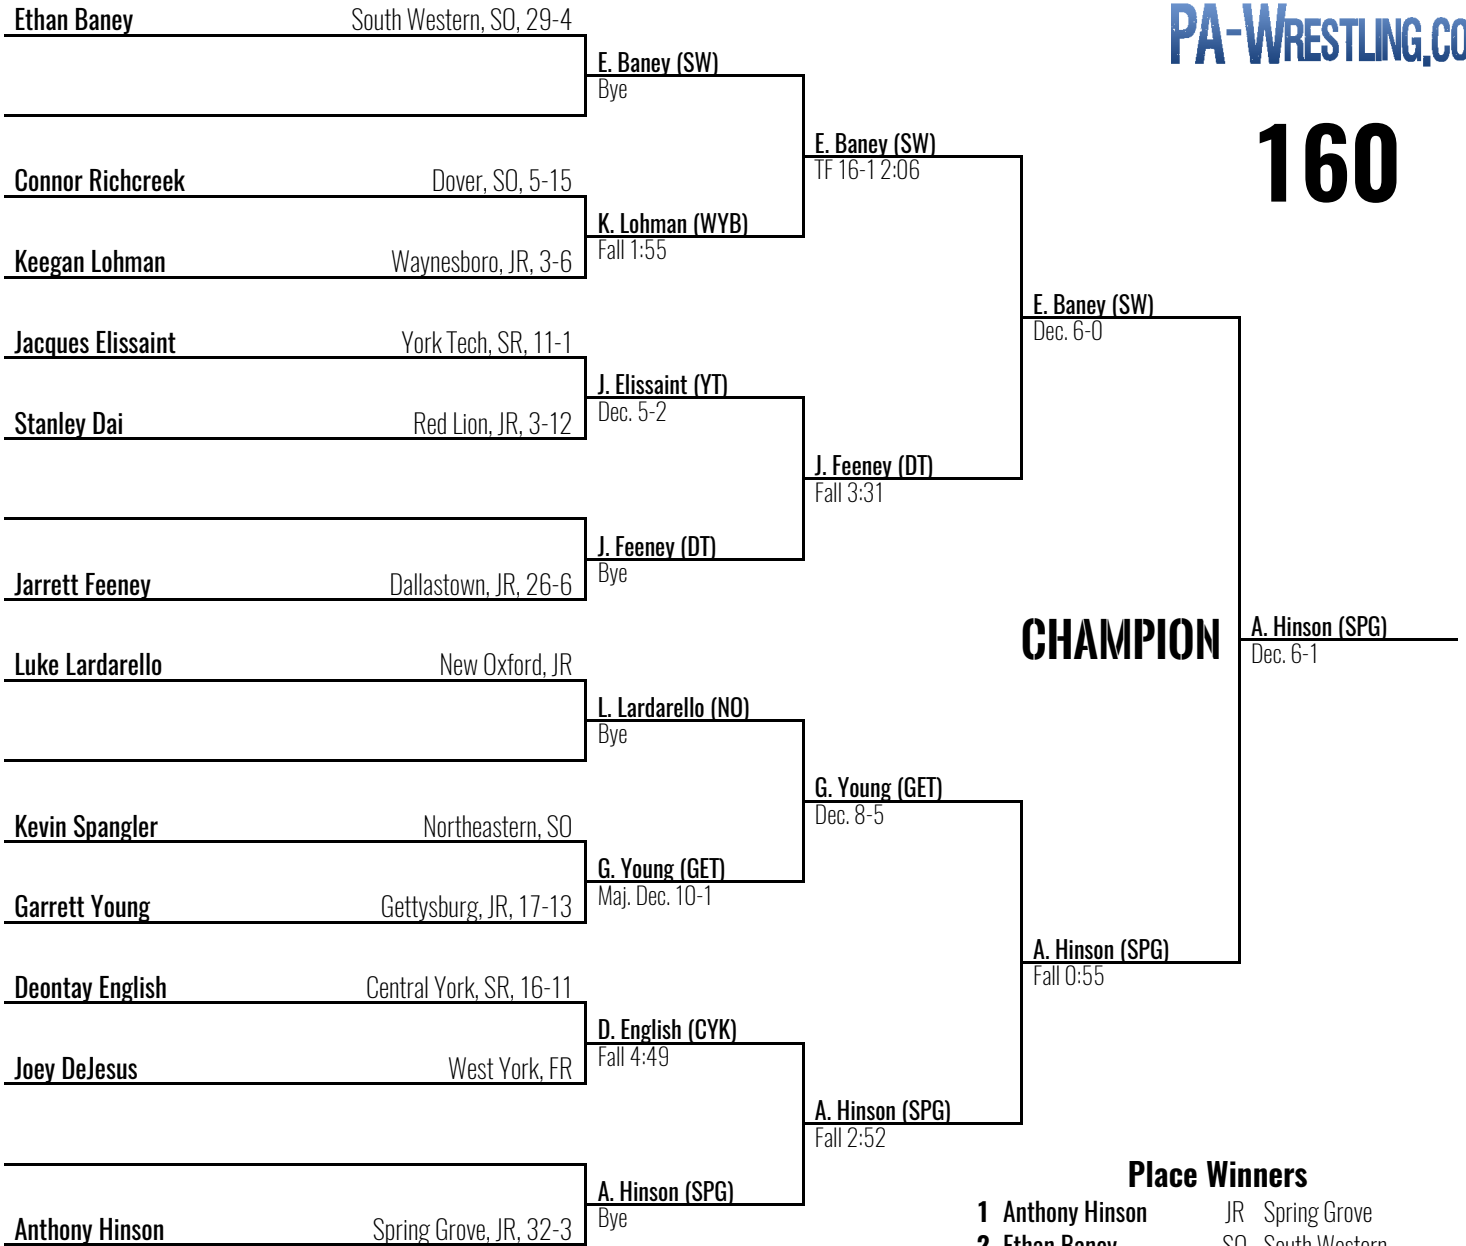 Ethan Baney South Western, SO, 29-4
PA-WRESTLING.CO
E. Baney (SW)
Bye
160
E. Baney (SW)
TF 16-1 2:06
Connor Richcreek Dover, SO, 5-15
K. Lohman (WYB)
Fall 1:55
Keegan Lohman Waynesboro, JR, 3-6
E. Baney (SW)
Dec. 6-0
Jacques Elissaint York Tech, SR, 11-1
J. Elissaint (YT)
Dec. 5-2
Stanley Dai Red Lion, JR, 3-12
J. Feeney (DT)
Fall 3:31
J. Feeney (DT)
Bye
Jarrett Feeney Dallastown, JR, 26-6
CHAMPION
A. Hinson (SPG)
Dec. 6-1
Luke Lardarello New Oxford, JR
L. Lardarello (NO)
Bye
G. Young (GET)
Dec. 8-5
Kevin Spangler Northeastern, SO
G. Young (GET)
Maj. Dec. 10-1
Garrett Young Gettysburg, JR, 17-13
A. Hinson (SPG)
Fall 0:55
Deontay English Central York, SR, 16-11
D. English (CYK)
Fall 4:49
Joey DeJesus West York, FR
A. Hinson (SPG)
Fall 2:52
A. Hinson (SPG)
Bye
Anthony Hinson Spring Grove, JR, 32-3
Place Winners
1 Anthony Hinson JR Spring Grove
2 Ethan Baney SO South Western